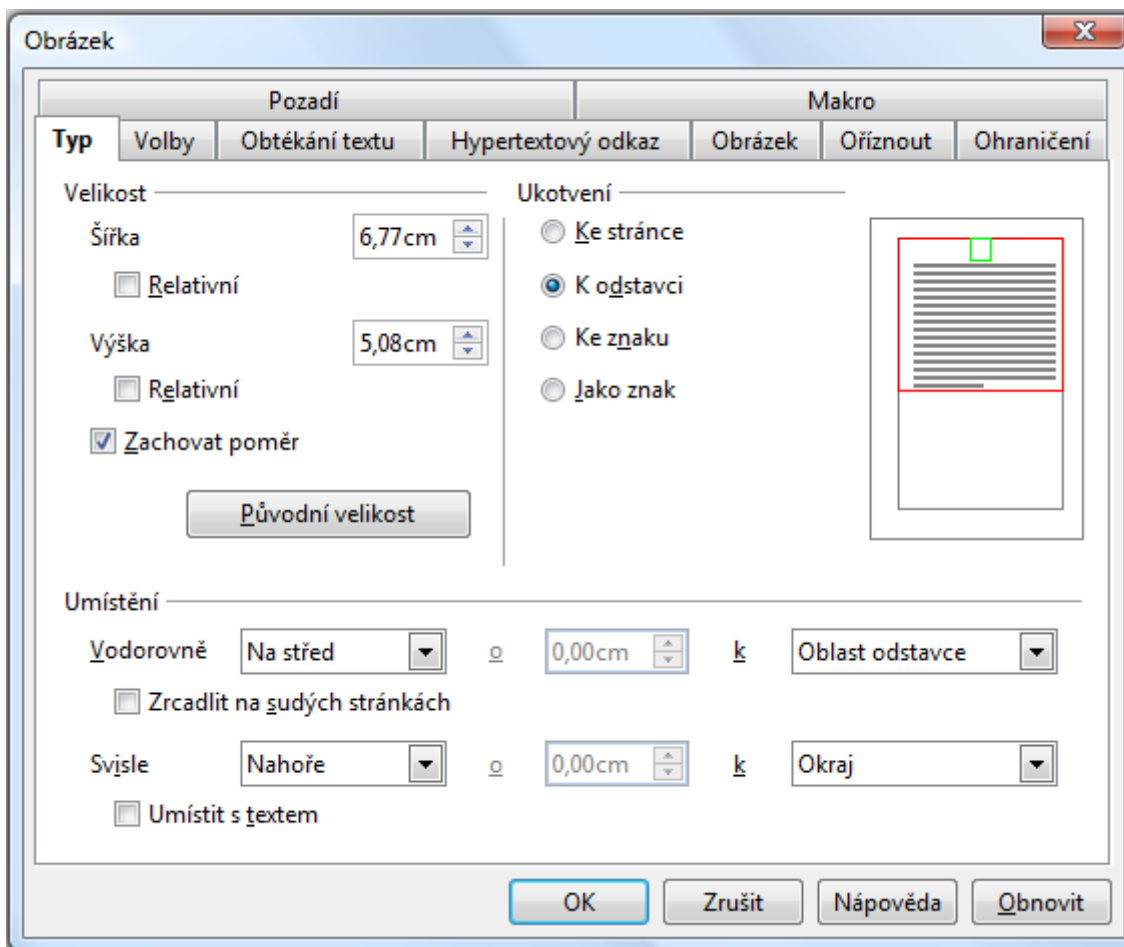 Obrázek
Pozadí Makro
Typ Volby Obtékání textu Hypertextový odkaz Obrázek Oříznout Ohraničení
Velikost Ukotvení
Šířka 6,77cm Ke stránce
Relativní K odstavci
Výška 5,08cm Ke znaku
Relativní Jako znak
Zachovat poměr
Původní velikost
Umístění
Vodorovně Na střed o 0,00cm k Oblast odstavce
Zrcadlit na sudých stránkách
Svisle Nahoře o 0,00cm k Okraj
Umístit s textem
OK Zrušit Nápověda Obnovit